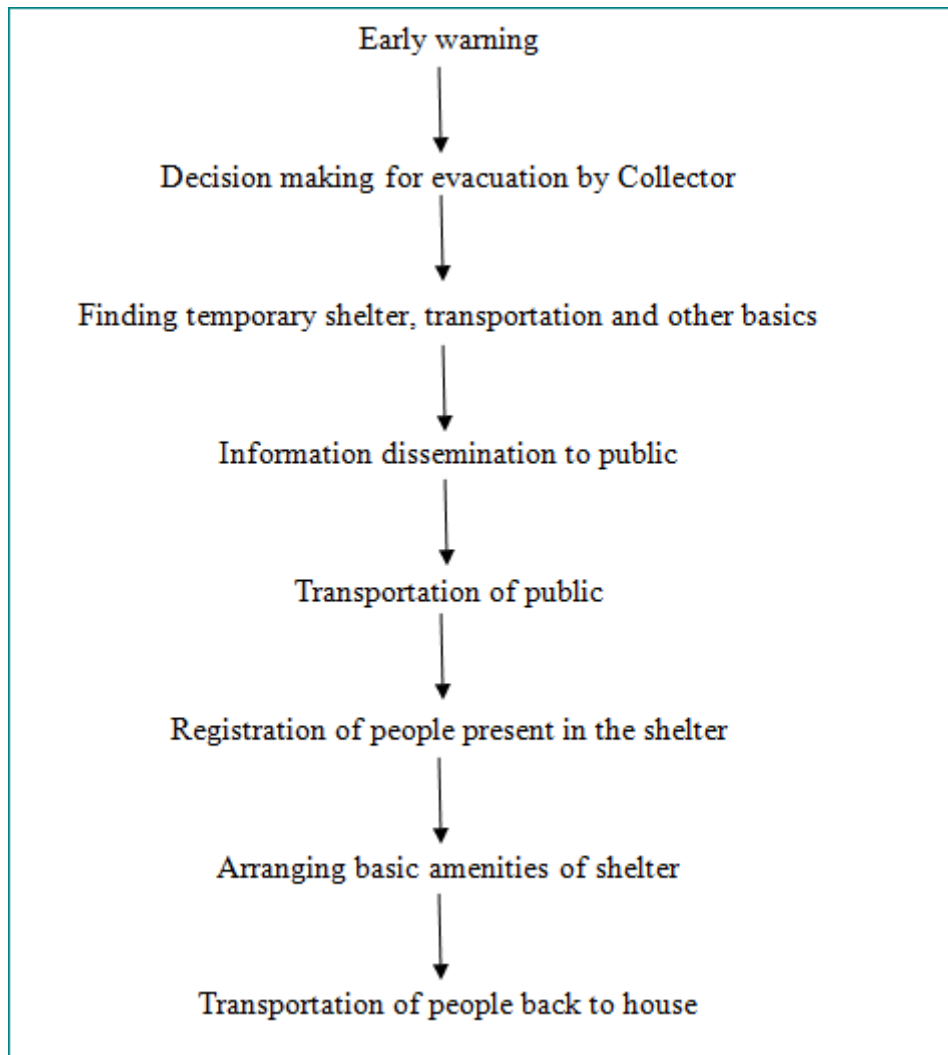 Early warning
Decision making for evacuation by Collector
Finding temporary shelter, transportation and other basics
Information dissemination to public
Transportation of public
Registration of people present in the shelter
Arranging basic amenities of shelter
Transportation of people back to house